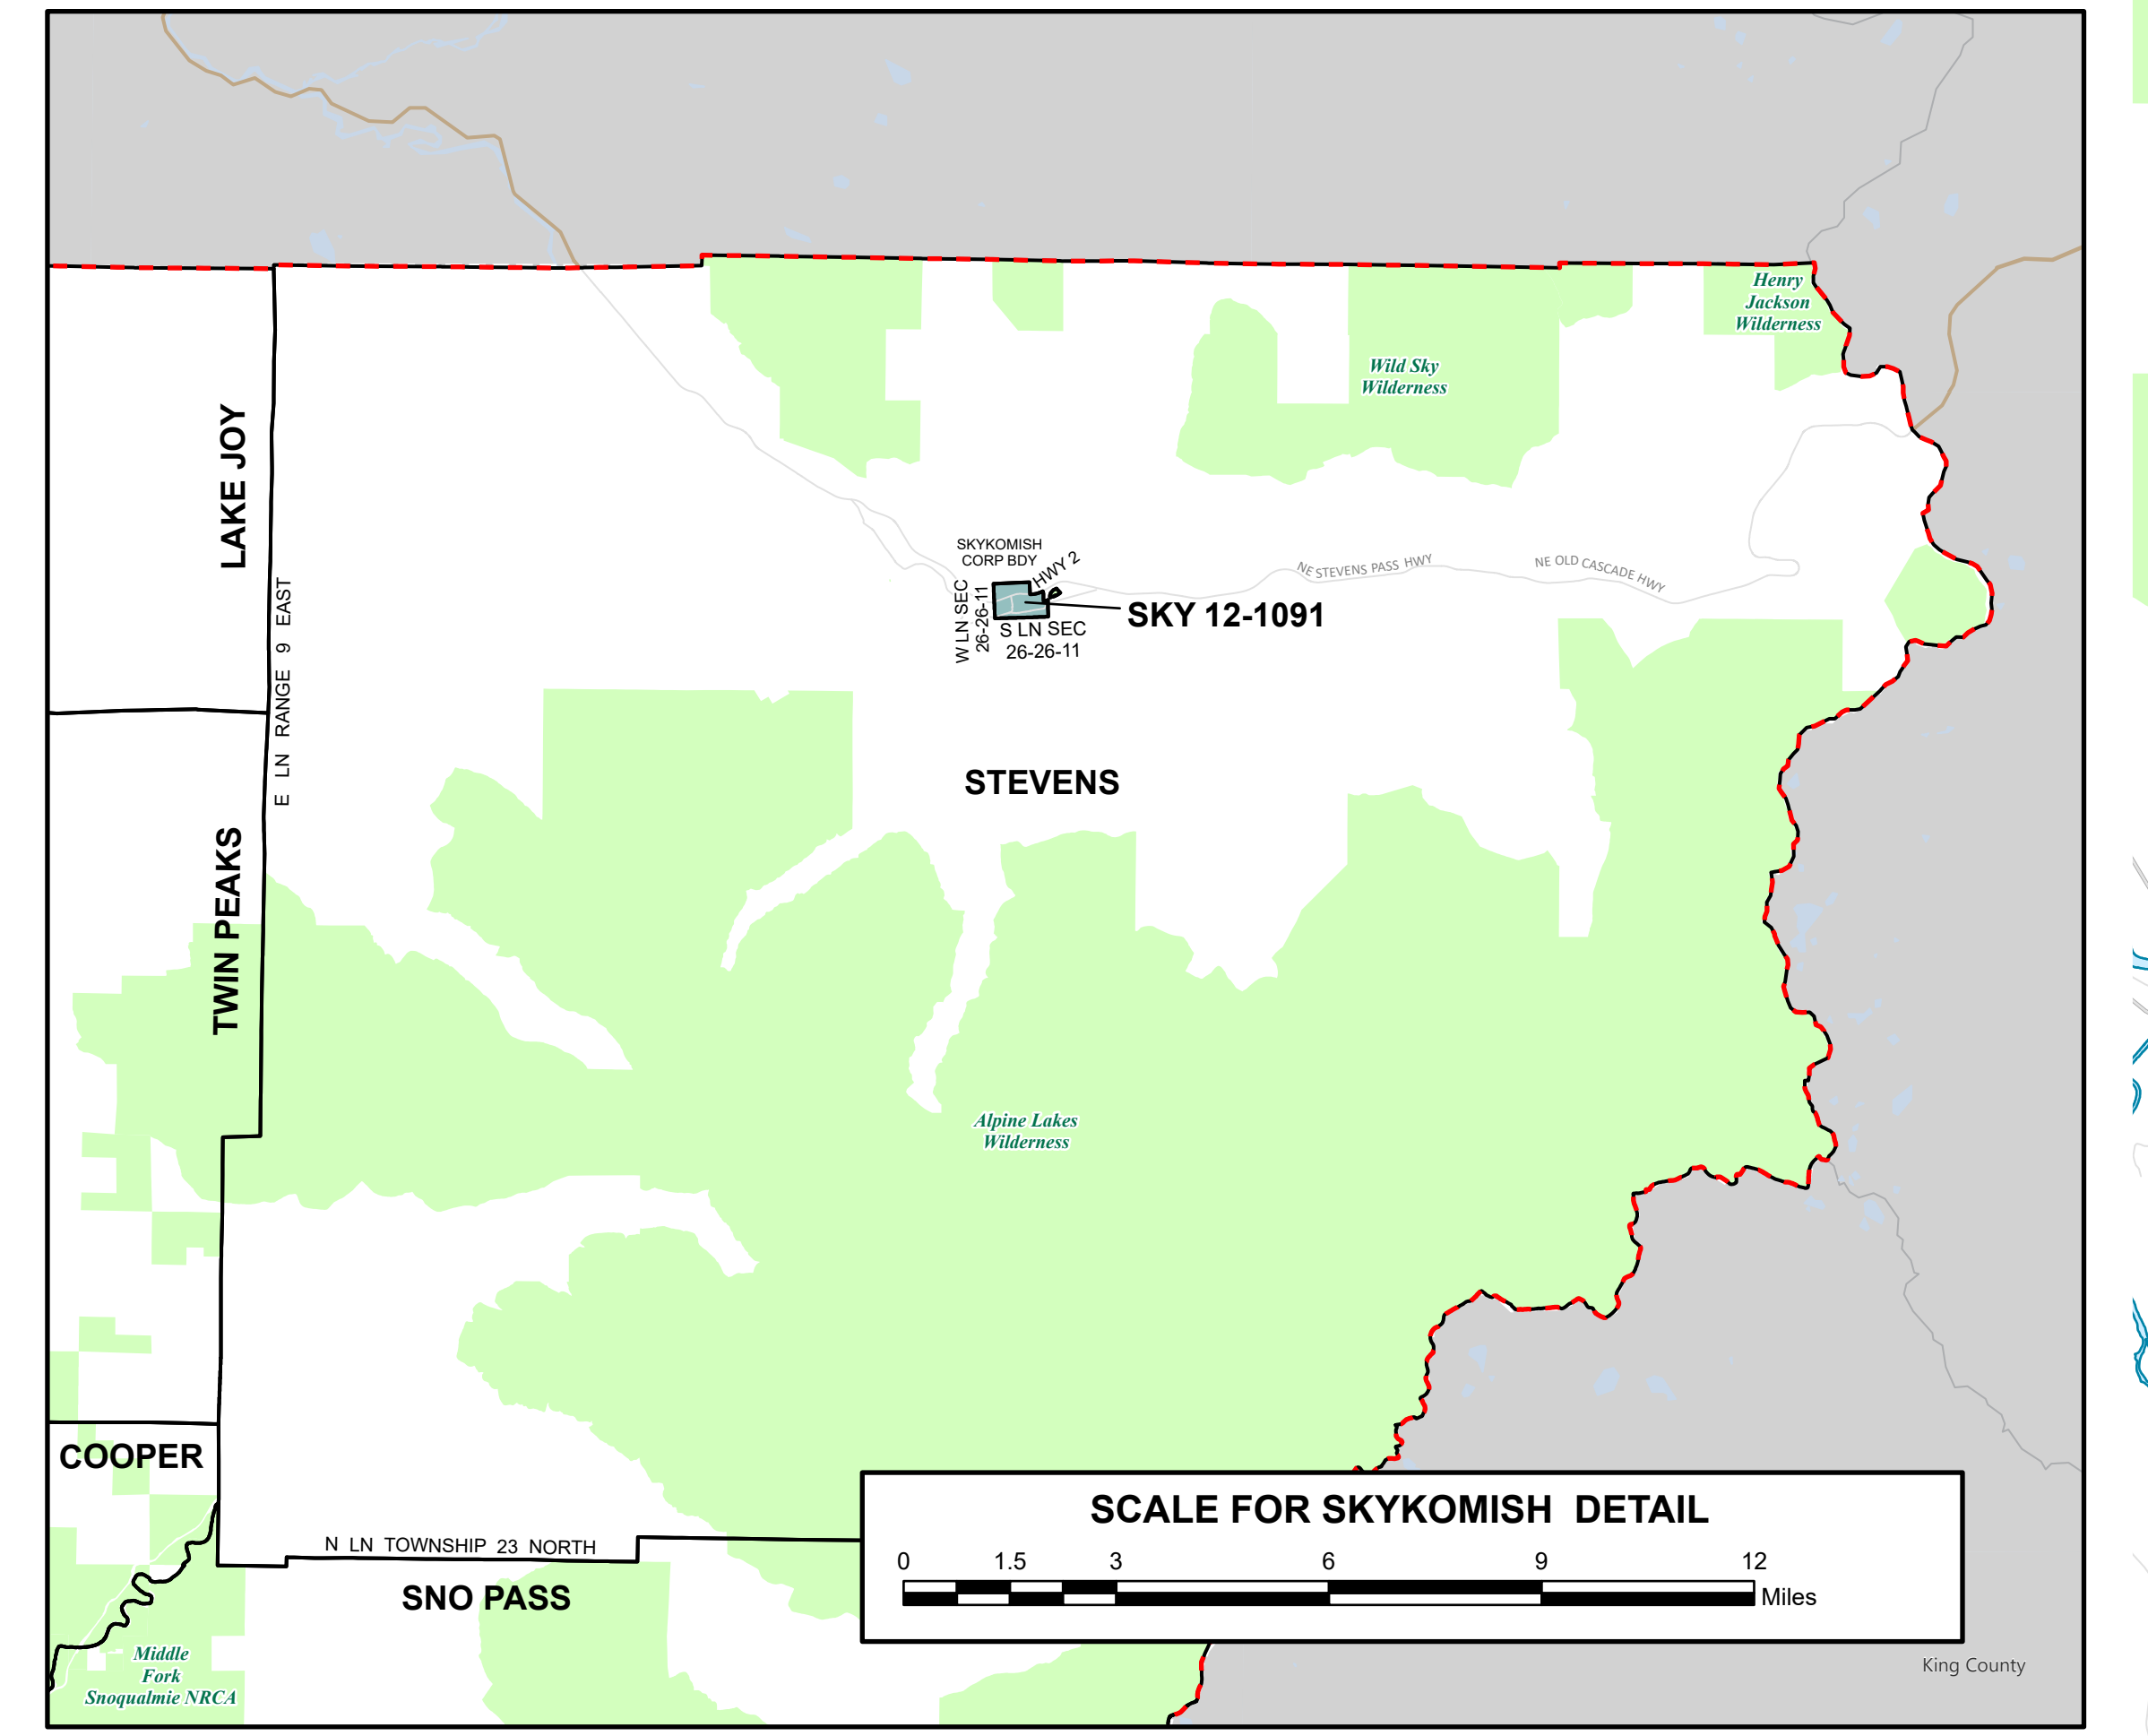 Henry
Jackson
Wilderness
Wild Sky
Wilderness
LAKE JOY
E LN RANGE 9 EAST
SKYKOMISH
CORP BDY
HWY 2
W LN SEC
26-26-11
S LN SEC
26-26-11
SKY 12-1091
NE STEVENS PASS HWY
NE OLD CASCADE HWY
STEVENS
TWIN PEAKS
Alpine Lakes
Wilderness
COOPER
N LN TOWNSHIP 23 NORTH
SNO PASS
Middle
Fork
Snoqualmie NRCA
SCALE FOR SKYKOMISH DETAIL
0 1.5 3 6 9 12
Miles
King County